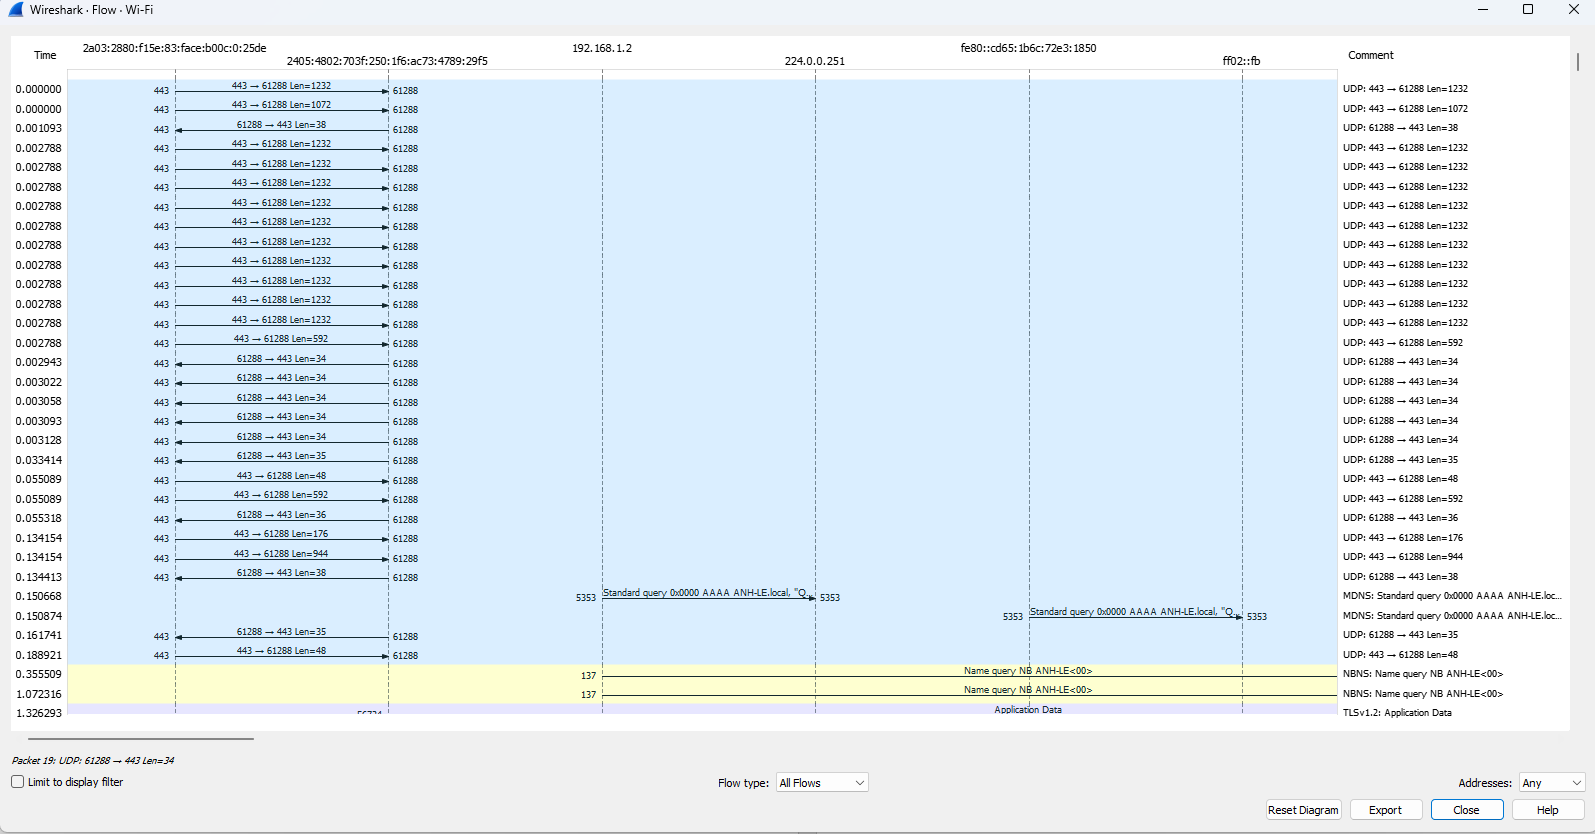 Wireshark · Flow · Wi-Fi
Time 2a03:2880:f15e:83:face:b00c:0:25de 2405:4802:703f:250:1f6:ac73:4789:29f5 192.168.1.2 224.0.0.251 fe80::cd65:1b6c:72e3:1850 ff02::fb Comment
0.000000 443 443 → 61288 Len=1232 61288 UDP: 443 → 61288 Len=1232
0.000000 443 443 → 61288 Len=1072 61288 UDP: 443 → 61288 Len=1072
0.001093 443 61288 → 443 Len=38 61288 UDP: 61288 → 443 Len=38
0.002788 443 443 → 61288 Len=1232 61288 UDP: 443 → 61288 Len=1232
0.002788 443 443 → 61288 Len=1232 61288 UDP: 443 → 61288 Len=1232
0.002788 443 443 → 61288 Len=1232 61288 UDP: 443 → 61288 Len=1232
0.002788 443 443 → 61288 Len=1232 61288 UDP: 443 → 61288 Len=1232
0.002788 443 443 → 61288 Len=1232 61288 UDP: 443 → 61288 Len=1232
0.002788 443 443 → 61288 Len=1232 61288 UDP: 443 → 61288 Len=1232
0.002788 443 443 → 61288 Len=1232 61288 UDP: 443 → 61288 Len=1232
0.002788 443 443 → 61288 Len=1232 61288 UDP: 443 → 61288 Len=1232
0.002788 443 443 → 61288 Len=1232 61288 UDP: 443 → 61288 Len=1232
0.002788 443 443 → 61288 Len=1232 61288 UDP: 443 → 61288 Len=1232
0.002788 443 443 → 61288 Len=592 61288 UDP: 443 → 61288 Len=592
0.002943 443 61288 → 443 Len=34 61288 UDP: 61288 → 443 Len=34
0.003022 443 61288 → 443 Len=34 61288 UDP: 61288 → 443 Len=34
0.003058 443 61288 → 443 Len=34 61288 UDP: 61288 → 443 Len=34
0.003093 443 61288 → 443 Len=34 61288 UDP: 61288 → 443 Len=34
0.003128 443 61288 → 443 Len=34 61288 UDP: 61288 → 443 Len=34
0.033414 443 61288 → 443 Len=35 61288 UDP: 61288 → 443 Len=35
0.055089 443 443 → 61288 Len=48 61288 UDP: 443 → 61288 Len=48
0.055089 443 443 → 61288 Len=592 61288 UDP: 443 → 61288 Len=592
0.055318 443 61288 → 443 Len=36 61288 UDP: 61288 → 443 Len=36
0.134154 443 443 → 61288 Len=176 61288 UDP: 443 → 61288 Len=176
0.134154 443 443 → 61288 Len=944 61288 UDP: 443 → 61288 Len=944
0.134413 443 61288 → 443 Len=38 61288 UDP: 61288 → 443 Len=38
0.150668 5353 Standard query 0x0000 AAAA ANH-LE.local, "Q... 5353 MDNS: Standard query 0x0000 AAAA ANH-LE.loc...
0.150874 5353 Standard query 0x0000 AAAA ANH-LE.local, "Q... 5353 MDNS: Standard query 0x0000 AAAA ANH-LE.loc...
0.161741 443 61288 → 443 Len=35 61288 UDP: 61288 → 443 Len=35
0.188921 443 443 → 61288 Len=48 61288 UDP: 443 → 61288 Len=48
0.355509 137 Name query NB ANH-LE<00> NBNS: Name query NB ANH-LE<00>
1.072316 137 Name query NB ANH-LE<00> NBNS: Name query NB ANH-LE<00>
1.326293 Application Data TLSv1.2: Application Data
Packet 19: UDP: 61288 → 443 Len=34
Limit to display filter Flow type: All Flows Addresses: Any
Reset Diagram Export Close Help